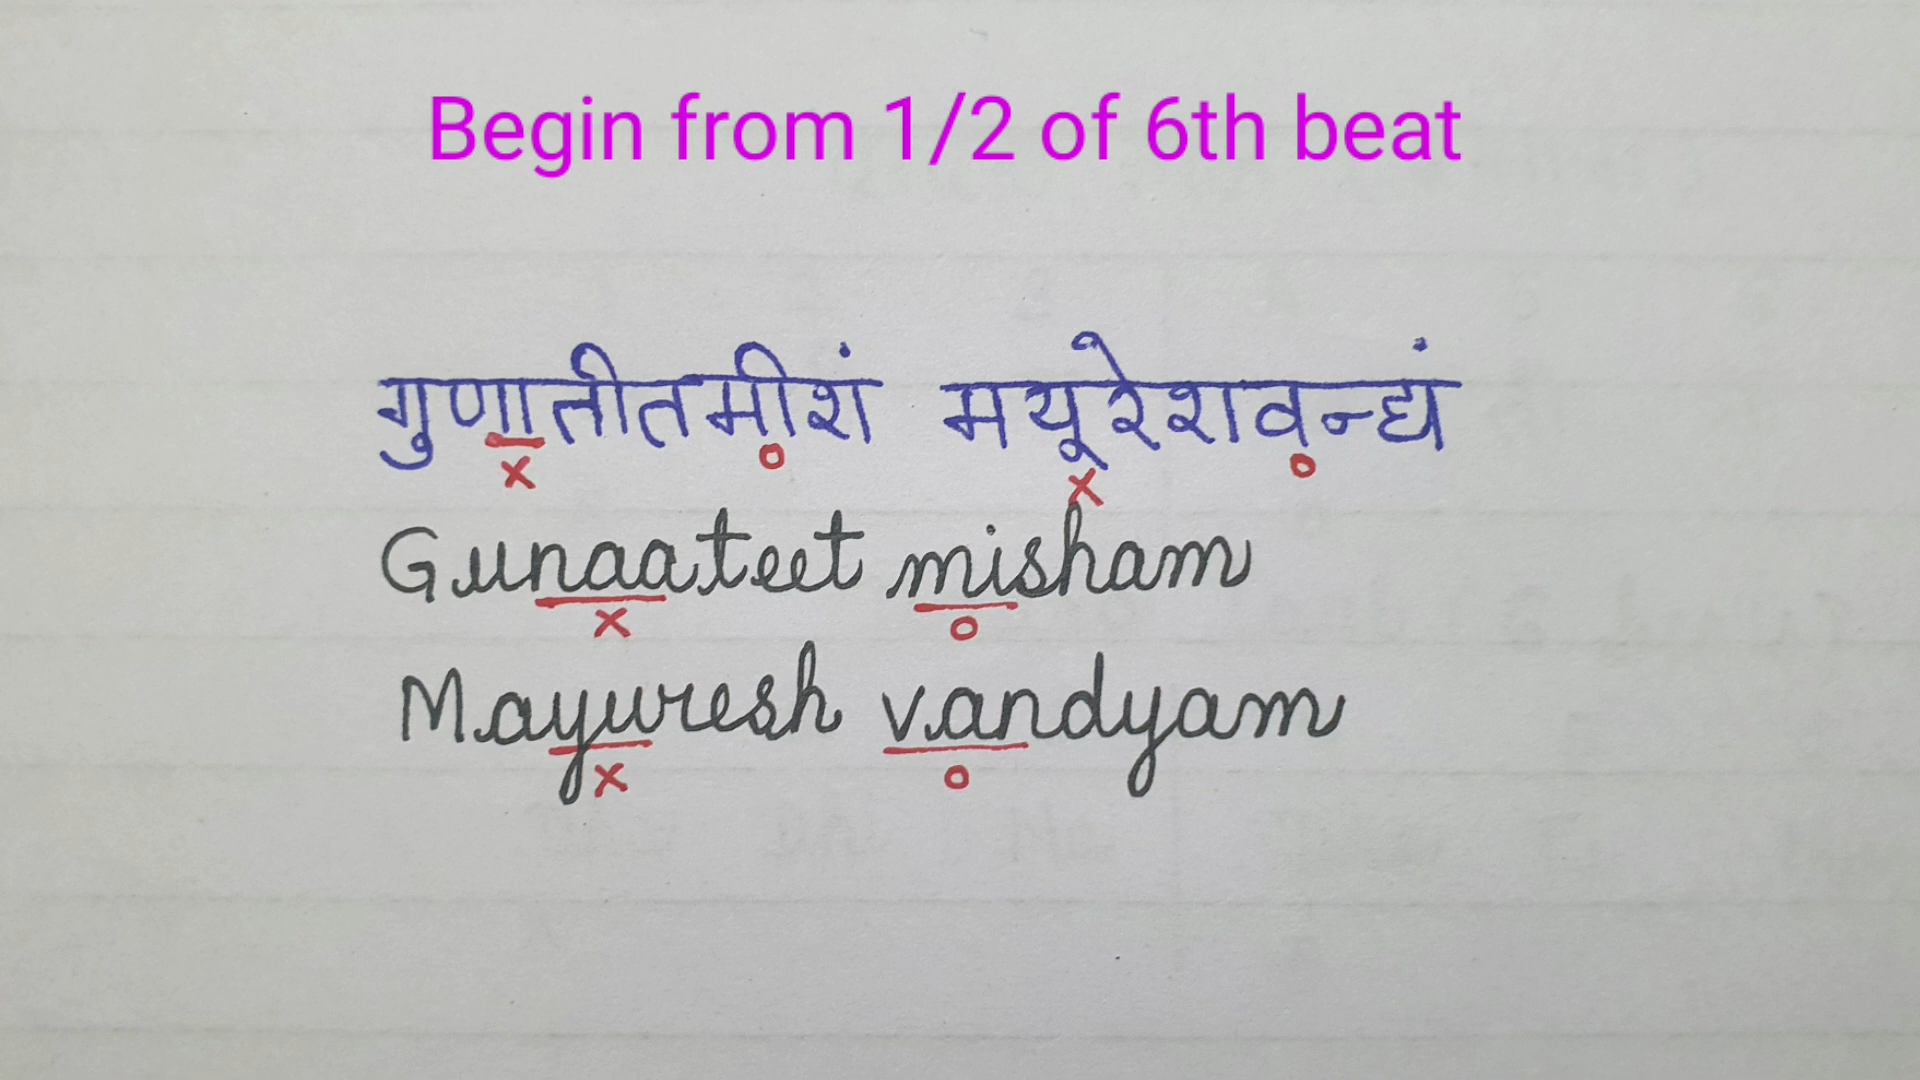 Begin from 1/2 of 6th beat
गुणातीतमीशं मयूरेशवन्द्यं
x o x o
Gunaateet misham
x o
Mayuresh vandyam
x o